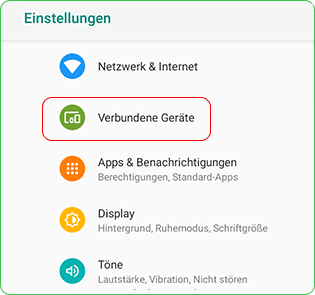 Einstellungen
Netzwerk & Internet
Verbundene Geräte
Apps & Benachrichtigungen
Berechtigungen, Standard-Apps
Display
Hintergrund, Ruhemodus, Schriftgröße
Töne
Lautstärke, Vibration, Nicht stören